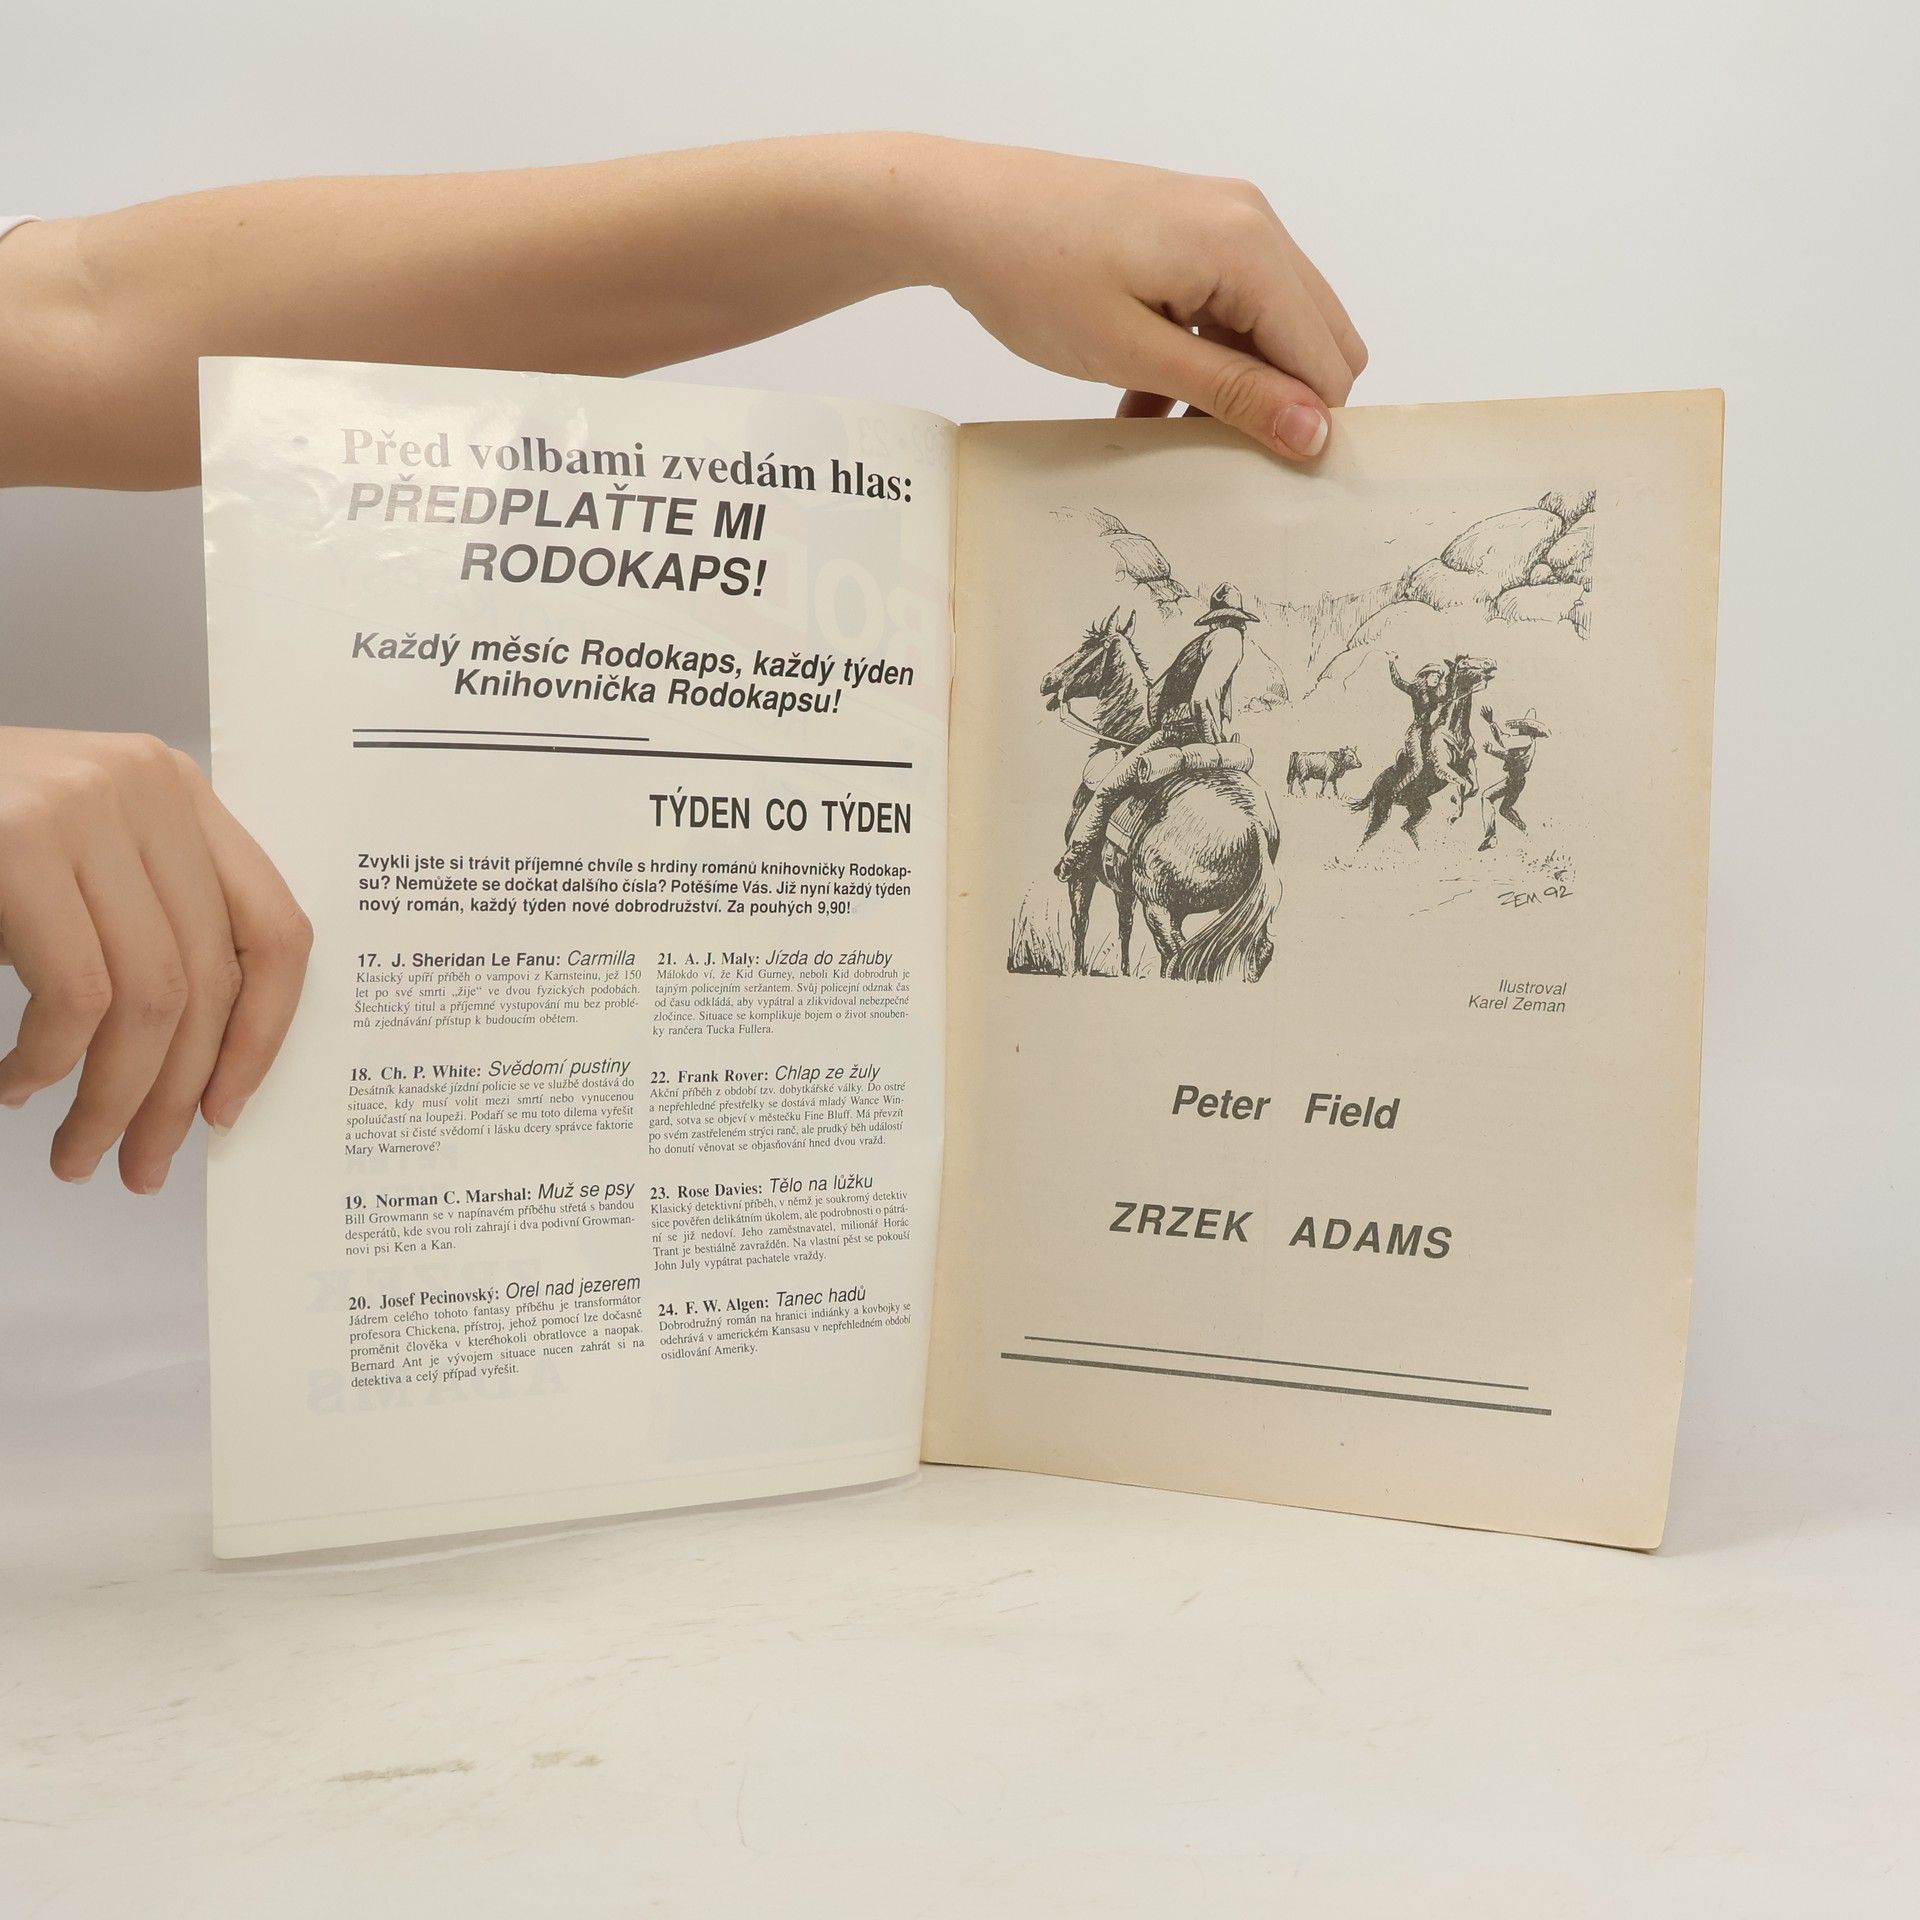 Před volbami zvedám hlas:
PŘEDPLAŤTE MI
RODOKAPS!
Každý měsíc Rodokaps, každý týden
Knihovnička Rodokapsu!
TÝDEN CO TÝDEN
Zvykli jste si trávit příjemné chvíle s hrdiny románů knihovničky Rodokap-
su? Nemůžete se dočkat dalšího čísla? Potěšíme Vás. Již nyní každý týden
nový román, každý týden nové dobrodružství. Za pouhých 9,90!
17. J. Sheridan Le Fanu: Carmilla
Klasický upíří příběh o vampovi z Karnsteinu, jež 150
let po své smrti „žije“ ve dvou fyzických podobách.
Šlechtický titul a příjemné vystupování mu bez problé-
mů zjednávání přístup k budoucím obětem.
18. Ch. P. White: Svědomí pustiny
Desátník kanadské jízdní policie se ve službě dostává do
situace, kdy musí volit mezi smrtí nebo vynucenou
spoluúčastí na loupeži. Podaří se mu toto dilema vyřešit
a uchovat si čisté svědomí i lásku dcery správce faktorie
Mary Warnerové?
19. Norman C. Marshal: Muž se psy
Bill Growmann se v napínavém příběhu střetá s bandou
desperátů, kde svou roli zahrají i dva podivní Growman-
novi psi Ken a Kan.
20. Josef Pecinovský: Orel nad jezerem
Jádrem celého tohoto fantasy příběhu je transformátor
profesora Chickena, přístroj, jehož pomocí lze dočasně
proměnit člověka v kteréhokoli obratlovce a naopak.
Bernard Ant je vývojem situace nucen zahrát si na
detektiva a celý případ vyřešit.
21. A. J. Maly: Jízda do záhuby
Málokdo ví, že Kid Gurney, neboli Kid dobrodruh je
tajným policejním seržantem. Svůj policejní odznak čas
od času odkládá, aby vypátral a zlikvidoval nebezpečné
zločince. Situace se komplikuje bojem o život snouben-
ky rančera Tucka Fullera.
22. Frank Rover: Chlap ze žuly
Akční příběh z období tzv. dobytkářské války. Do ostré
a nepřehledné přestřelky se dostává mladý Wance Win-
gard, sotva se objeví v městečku Fine Bluff. Má převzít
po svém zastřeleném strýci ranč, ale prudký běh událostí
ho donutí věnovat se objasňování hned dvou vražd.
23. Rose Davies: Tělo na lůžku
Klasický detektivní příběh, v němž je soukromý detektiv
sice pověřen delikátním úkolem, ale podrobnosti o pátrá-
ní se již nedoví. Jeho zaměstnavatel, milionář Horác
Trant je bestiálně zavražděn. Na vlastní pěst se pokouší
John July vypátrat pachatele vraždy.
24. F. W. Algen: Tanec hadů
Dobrodružný román na hranici indiánky a kovbojky se
odehrává v americkém Kansasu v nepřehledném období
osidlování Ameriky.
ZEM 92
Ilustroval
Karel Zeman
Peter Field
ZRZEK ADAMS